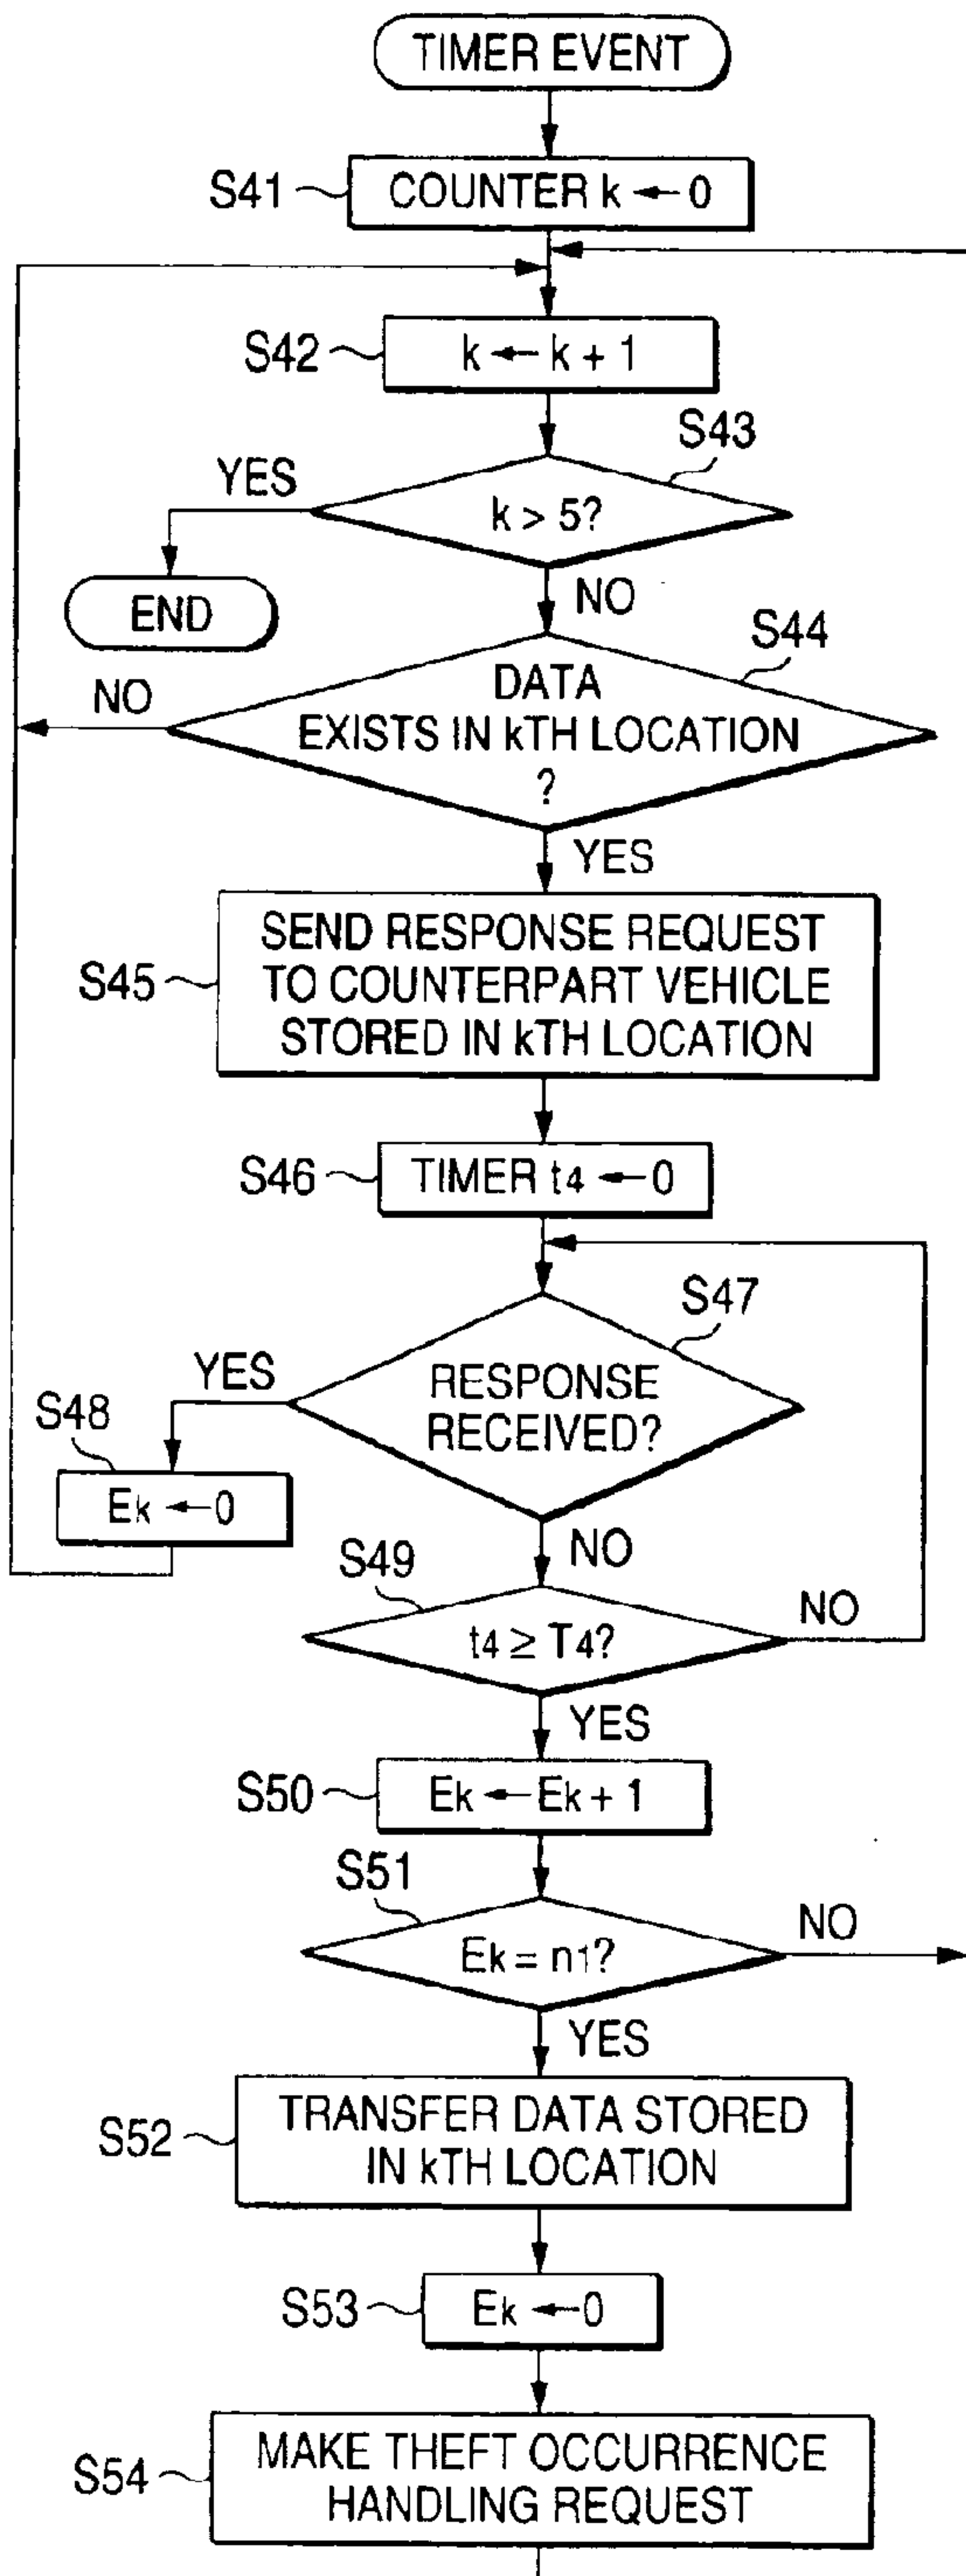 TIMER EVENT
S41
COUNTER k ← 0
S42
k ← k + 1
S43
YES
k > 5?
END
NO
S44
NO
DATA
EXISTS IN kTH LOCATION
?
YES
S45
SEND RESPONSE REQUEST
TO COUNTERPART VEHICLE
STORED IN kTH LOCATION
S46
TIMER t4 ← 0
S47
YES
RESPONSE
RECEIVED?
S48
Ek ← 0
NO
S49
NO
t4 ≥ T4?
YES
S50
Ek ← Ek + 1
S51
NO
Ek = n1?
YES
S52
TRANSFER DATA STORED
IN kTH LOCATION
S53
Ek ← 0
S54
MAKE THEFT OCCURRENCE
HANDLING REQUEST